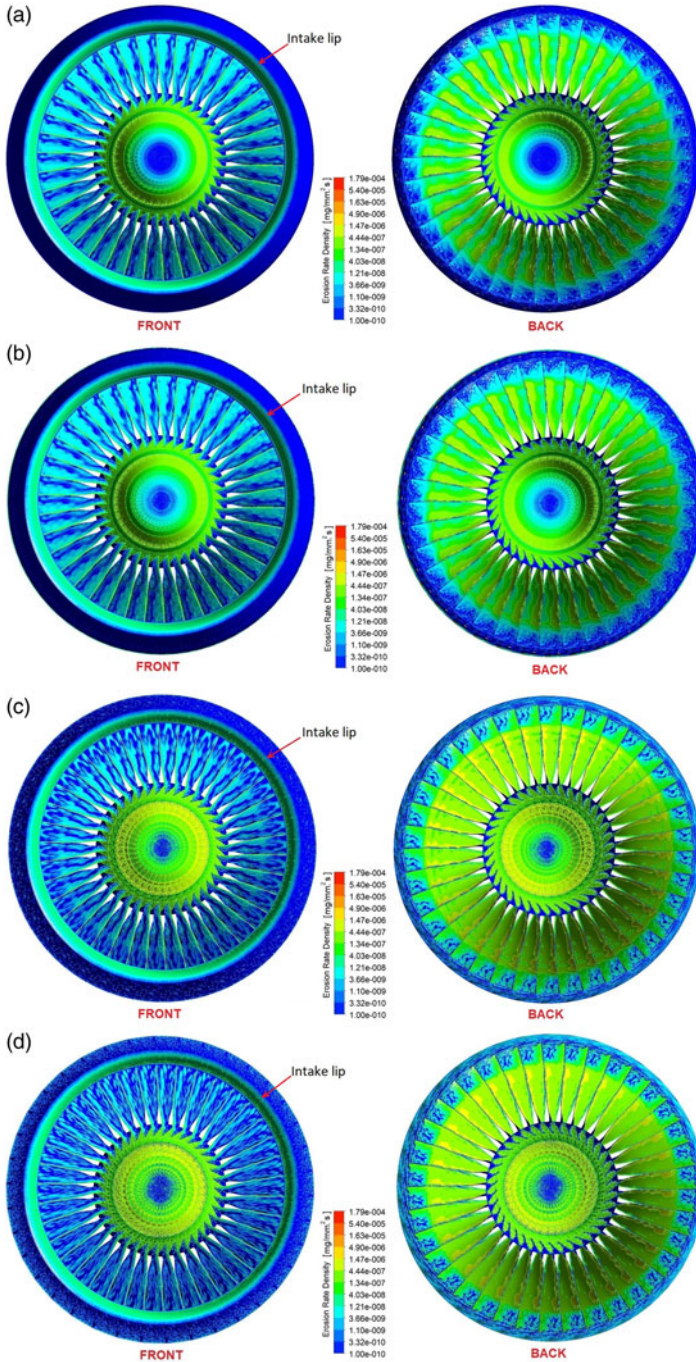 (a)
Intake lip
Erosion Rate Density [mg/mm²s]
1.79e-004
5.40e-005
1.63e-005
4.90e-006
1.47e-006
4.44e-007
1.34e-007
4.03e-008
1.21e-008
3.66e-009
1.10e-009
3.32e-010
1.00e-010
FRONT
BACK
(b)
Intake lip
Erosion Rate Density [mg/mm²s]
1.79e-004
5.40e-005
1.63e-005
4.90e-006
1.47e-006
4.44e-007
1.34e-007
4.03e-008
1.21e-008
3.66e-009
1.10e-009
3.32e-010
1.00e-010
FRONT
BACK
(c)
Intake lip
Erosion Rate Density [mg/mm²s]
1.79e-004
5.40e-005
1.63e-005
4.90e-006
1.47e-006
4.44e-007
1.34e-007
4.03e-008
1.21e-008
3.66e-009
1.10e-009
3.32e-010
1.00e-010
FRONT
BACK
(d)
Intake lip
Erosion Rate Density [mg/mm²s]
1.79e-004
5.40e-005
1.63e-005
4.90e-006
1.47e-006
4.44e-007
1.34e-007
4.03e-008
1.21e-008
3.66e-009
1.10e-009
3.32e-010
1.00e-010
FRONT
BACK